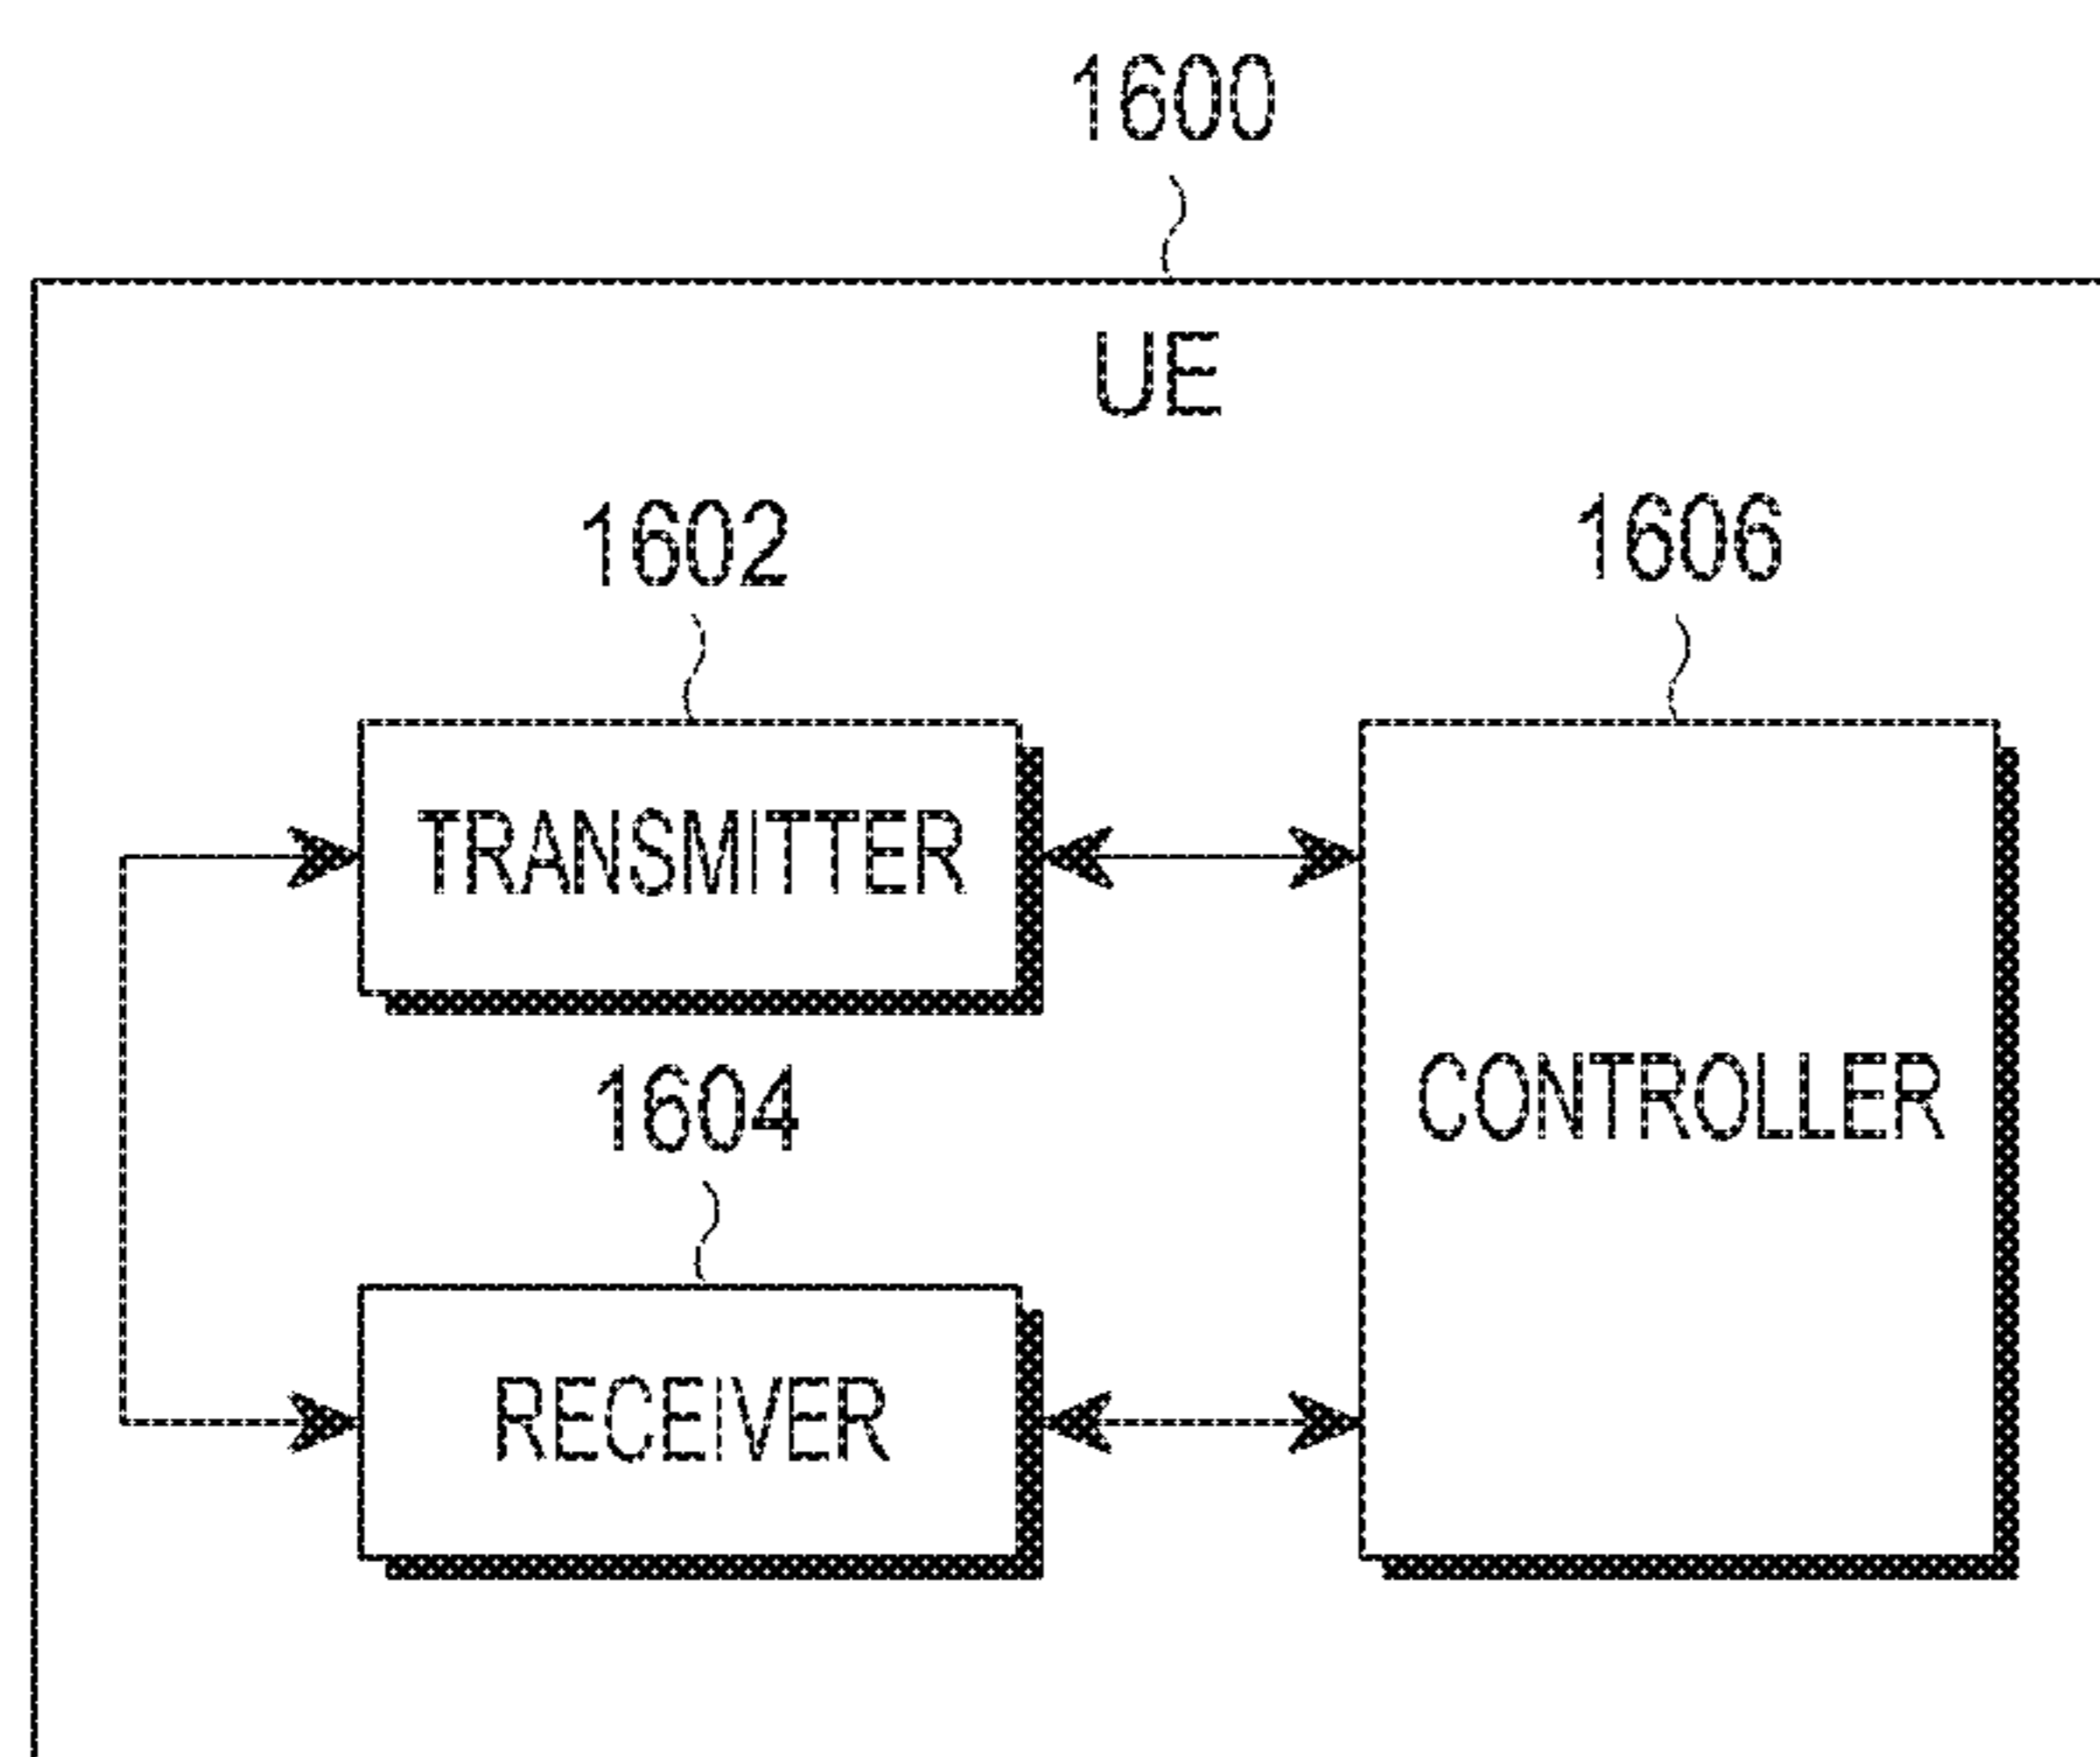 1600
UE
1602
1606
TRANSMITTER
CONTROLLER
1604
RECEIVER